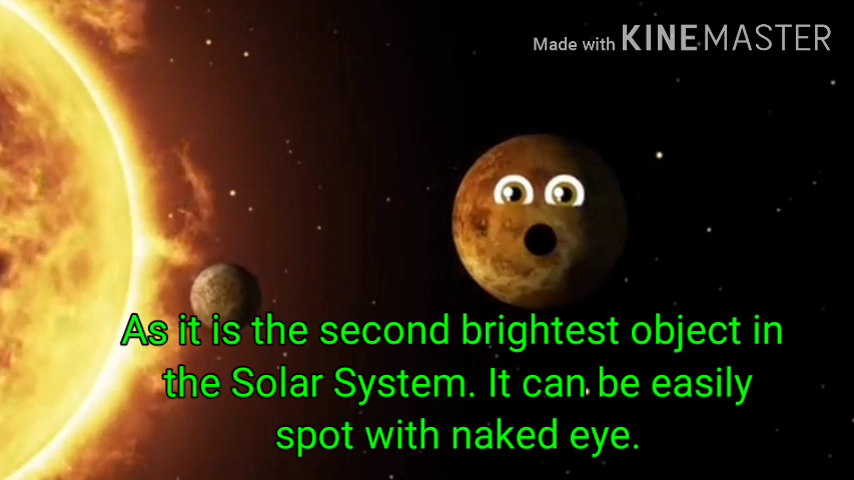 Made with KINEMASTER
As it is the second brightest object in
the Solar System. It can be easily
spot with naked eye.